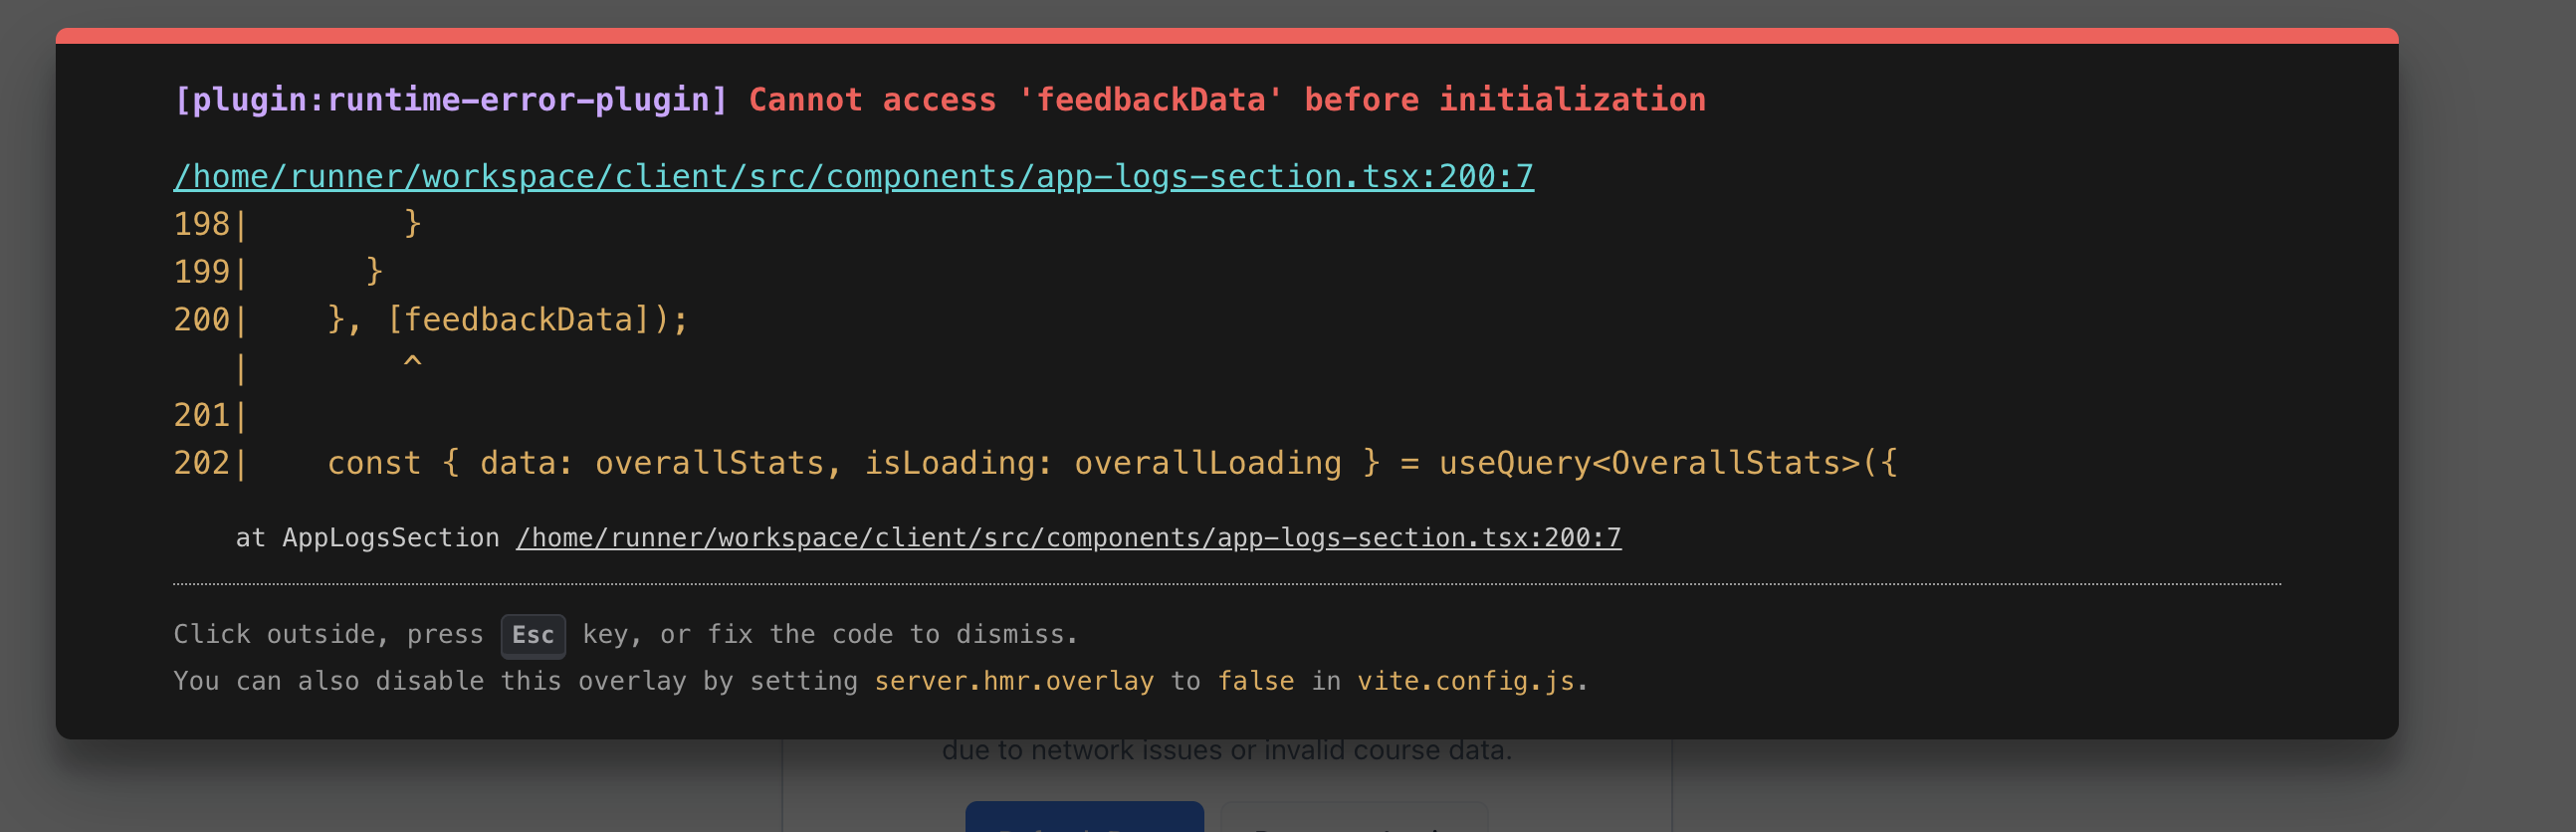 [plugin:runtime-error-plugin] Cannot access 'feedbackData' before initialization
/home/runner/workspace/client/src/components/app-logs-section.tsx:200:7
198|        }
199|      }
200|    }, [feedbackData]);
   |        ^
201|
202|    const { data: overallStats, isLoading: overallLoading } = useQuery<OverallStats>({
at AppLogsSection /home/runner/workspace/client/src/components/app-logs-section.tsx:200:7
Click outside, press Esc key, or fix the code to dismiss.
You can also disable this overlay by setting server.hmr.overlay to false in vite.config.js.
due to network issues or invalid course data.